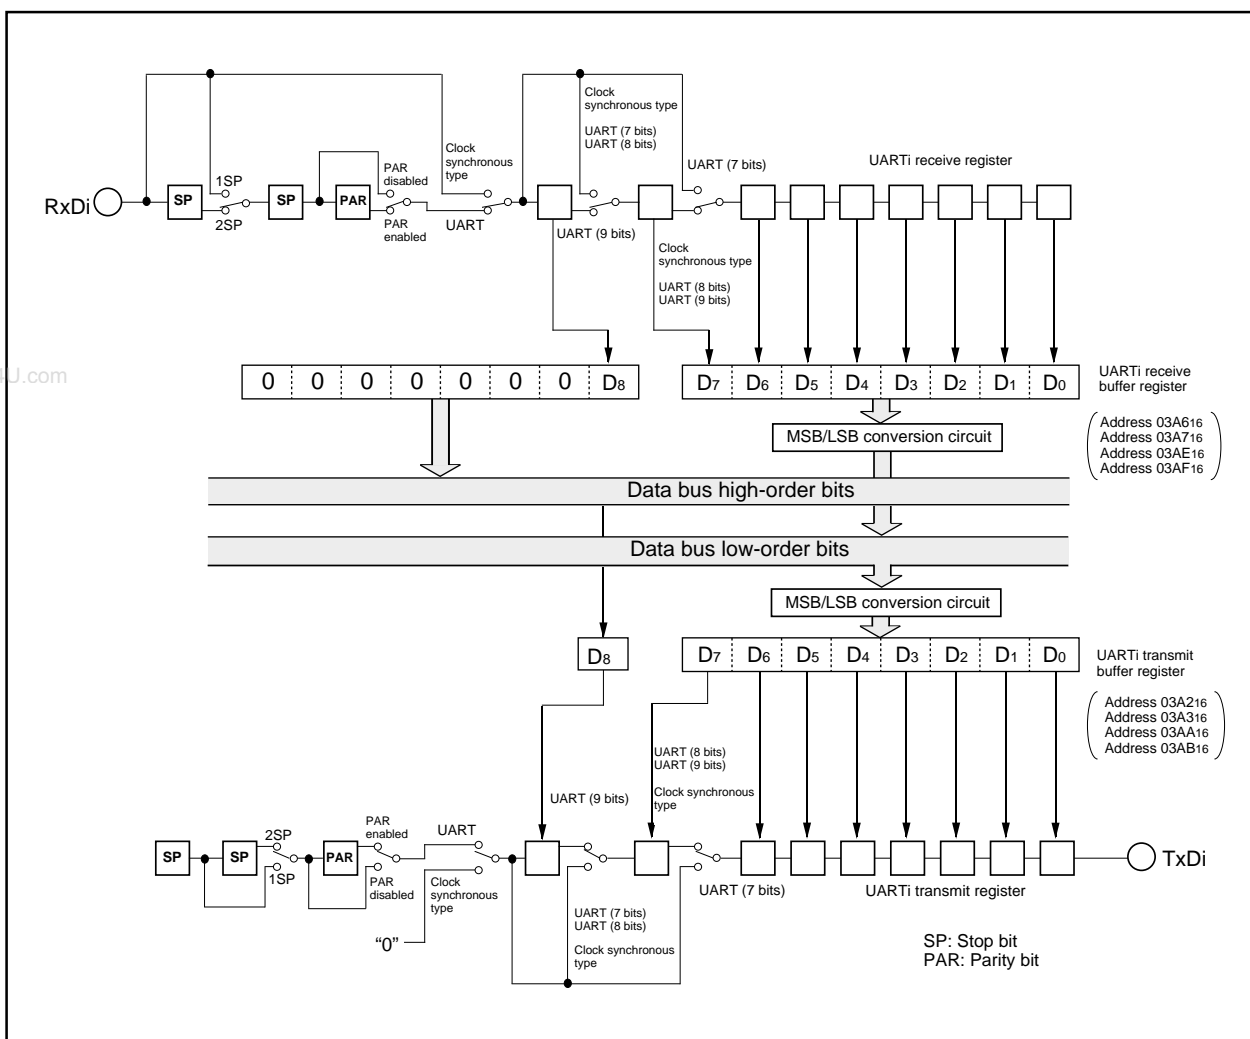 Clock
synchronous type
UART (7 bits)
UART (8 bits)
UART (7 bits)
UARTi receive register
Clock
synchronous
type
PAR
disabled
1SP
RxDi
SP
SP
PAR
2SP
PAR
enabled
UART
UART (9 bits)
Clock
synchronous type
UART (8 bits)
UART (9 bits)
4U.com
0 0 0 0 0 0 0 D8
D7 D6 D5 D4 D3 D2 D1 D0
UARTi receive
buffer register
MSB/LSB conversion circuit
Address 03A616
Address 03A716
Address 03AE16
Address 03AF16
Data bus high-order bits
Data bus low-order bits
MSB/LSB conversion circuit
D8
D7 D6 D5 D4 D3 D2 D1 D0
UARTi transmit
buffer register
Address 03A216
Address 03A316
Address 03AA16
Address 03AB16
UART (8 bits)
UART (9 bits)
Clock synchronous
type
UART (9 bits)
PAR
enabled
2SP
UART
SP
SP
PAR
1SP
PAR
disabled
Clock
synchronous
type
TxDi
UART (7 bits)
UARTi transmit register
UART (7 bits)
UART (8 bits)
Clock synchronous
type
“0”
SP: Stop bit
PAR: Parity bit